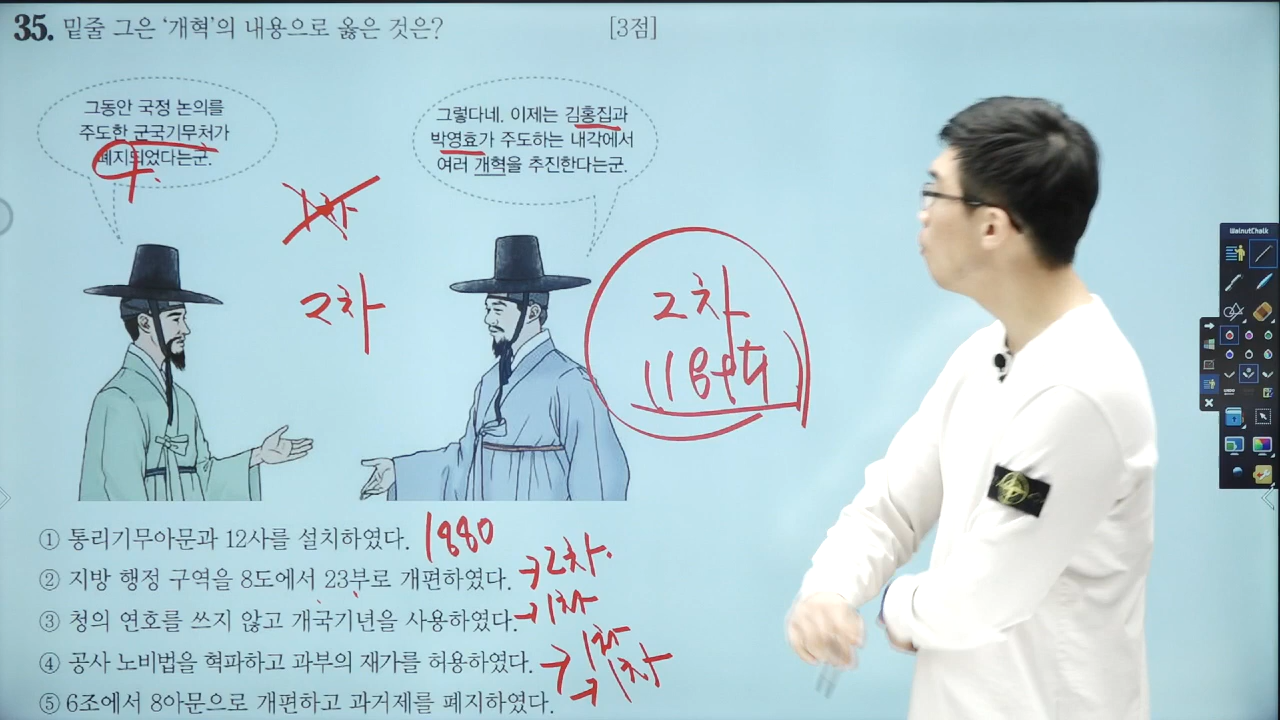 35. 밑줄 그은 ‘개혁’의 내용으로 옳은 것은? [3점]
그동안 국정 논의를
주도한 군국기무처가
폐지되었다는군.
그렇다네. 이제는 김홍집과
박영효가 주도하는 내각에서
여러 개혁을 추진한다는군.
1차
2차
2차
① 통리기무아문과 12사를 설치하였다. 1880
② 지방 행정 구역을 8도에서 23부로 개편하였다. →2차.
③ 청의 연호를 쓰지 않고 개국기년을 사용하였다. →1차
④ 공사 노비법을 혁파하고 과부의 재가를 허용하였다. →1차
⑤ 6조에서 8아문으로 개편하고 과거제를 폐지하였다. →1차
WalnutChalk